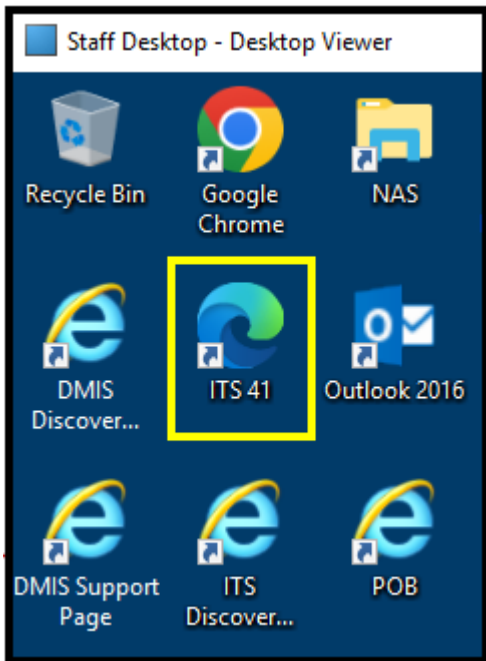 Staff Desktop - Desktop Viewer
Recycle Bin
Google
Chrome
NAS
DMIS
Discover...
ITS 41
Outlook 2016
DMIS Support
Page
ITS
Discover...
POB